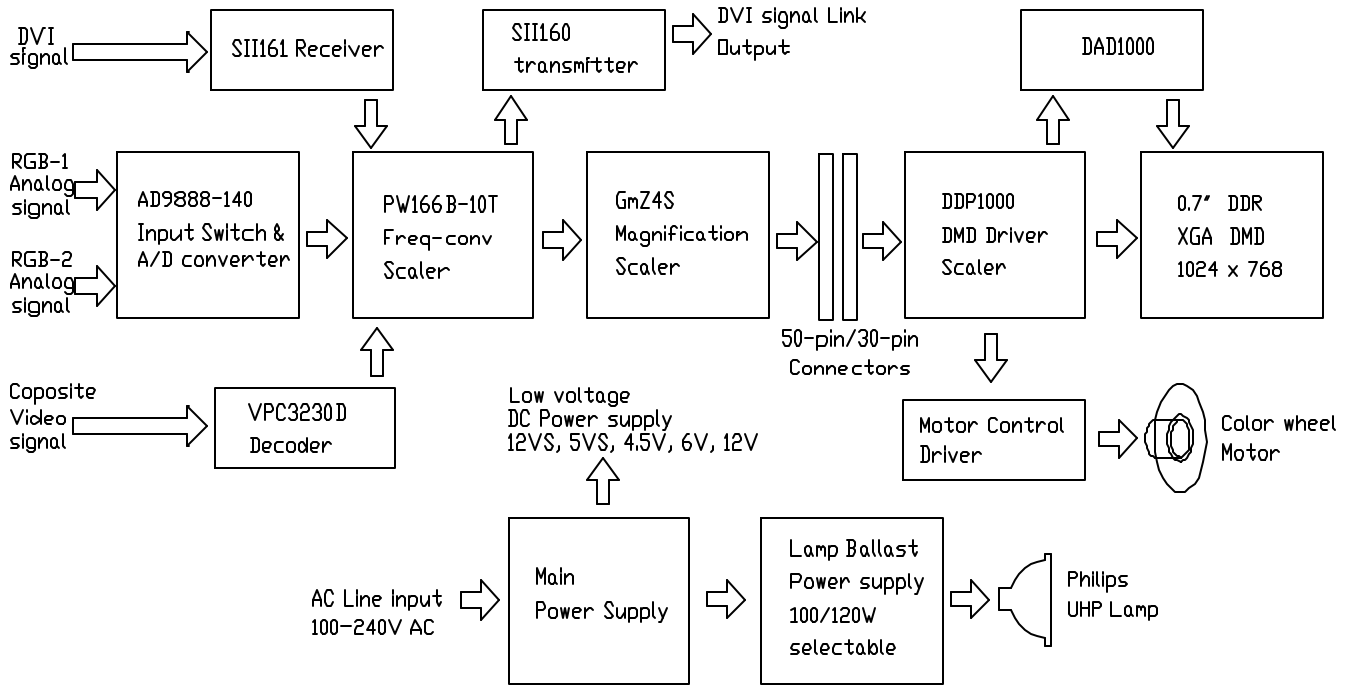 DVI
signal
SII161 Receiver
SII160
transmitter
DVI signal Link
Output
DAD1000
RGB-1
Analog
signal
RGB-2
Analog
signal
AD9888-140
Input Switch &
A/D converter
PW166B-10T
Freq-conv
Scaler
GmZ4S
Magnification
Scaler
50-pin/30-pin
Connectors
DDP1000
DMD Driver
Scaler
0.7" DDR
XGA DMD
1024 x 768
Coposite
Video
signal
VPC3230D
Decoder
Low voltage
DC Power supply
12VS, 5VS, 4.5V, 6V, 12V
Motor Control
Driver
Color wheel
Motor
AC Line input
100-240V AC
Main
Power Supply
Lamp Ballast
Power supply
100/120W
selectable
Philips
UHP Lamp